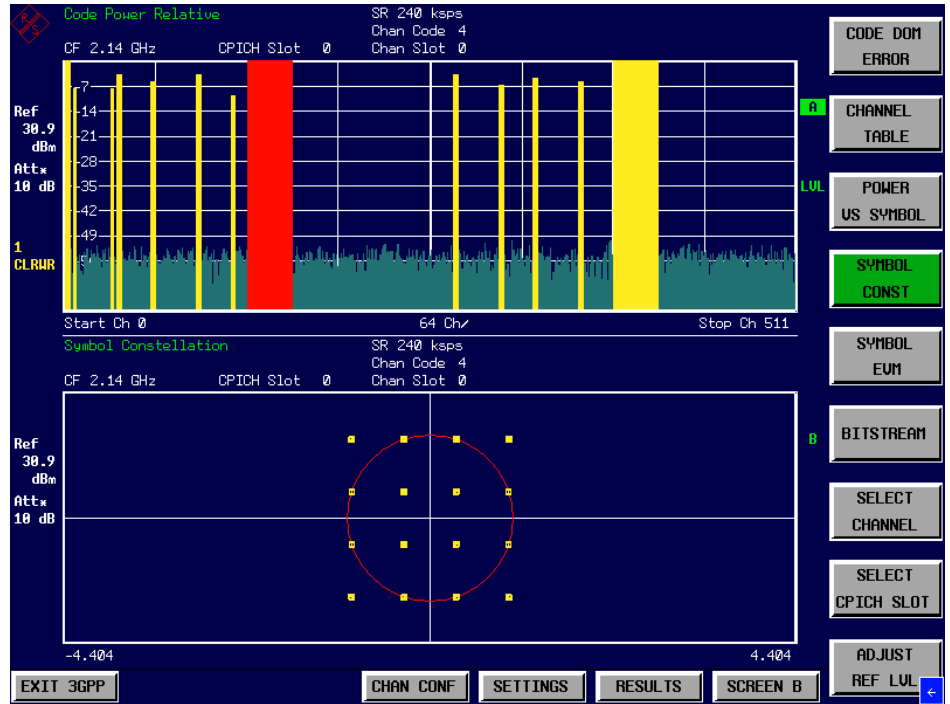 Code Power Relative
SR 240 ksps
Chan Code 4
CF 2.14 GHz CPICH Slot 0 Chan Slot 0
R S
Ref
30.9
dBm
Att*
10 dB
1
CLRWR
-7
-14
-21
-28
-35
-42
-49
A
LVL
Start Ch 0 64 Ch/ Stop Ch 511
Symbol Constellation
SR 240 ksps
Chan Code 4
CF 2.14 GHz CPICH Slot 0 Chan Slot 0
Ref
30.9
dBm
Att*
10 dB
B
-4.404 4.404
CODE DOM
ERROR
CHANNEL
TABLE
POWER
VS SYMBOL
SYMBOL
CONST
SYMBOL
EVM
BITSTREAM
SELECT
CHANNEL
SELECT
CPICH SLOT
ADJUST
REF LVL
EXIT 3GPP CHAN CONF SETTINGS RESULTS SCREEN B